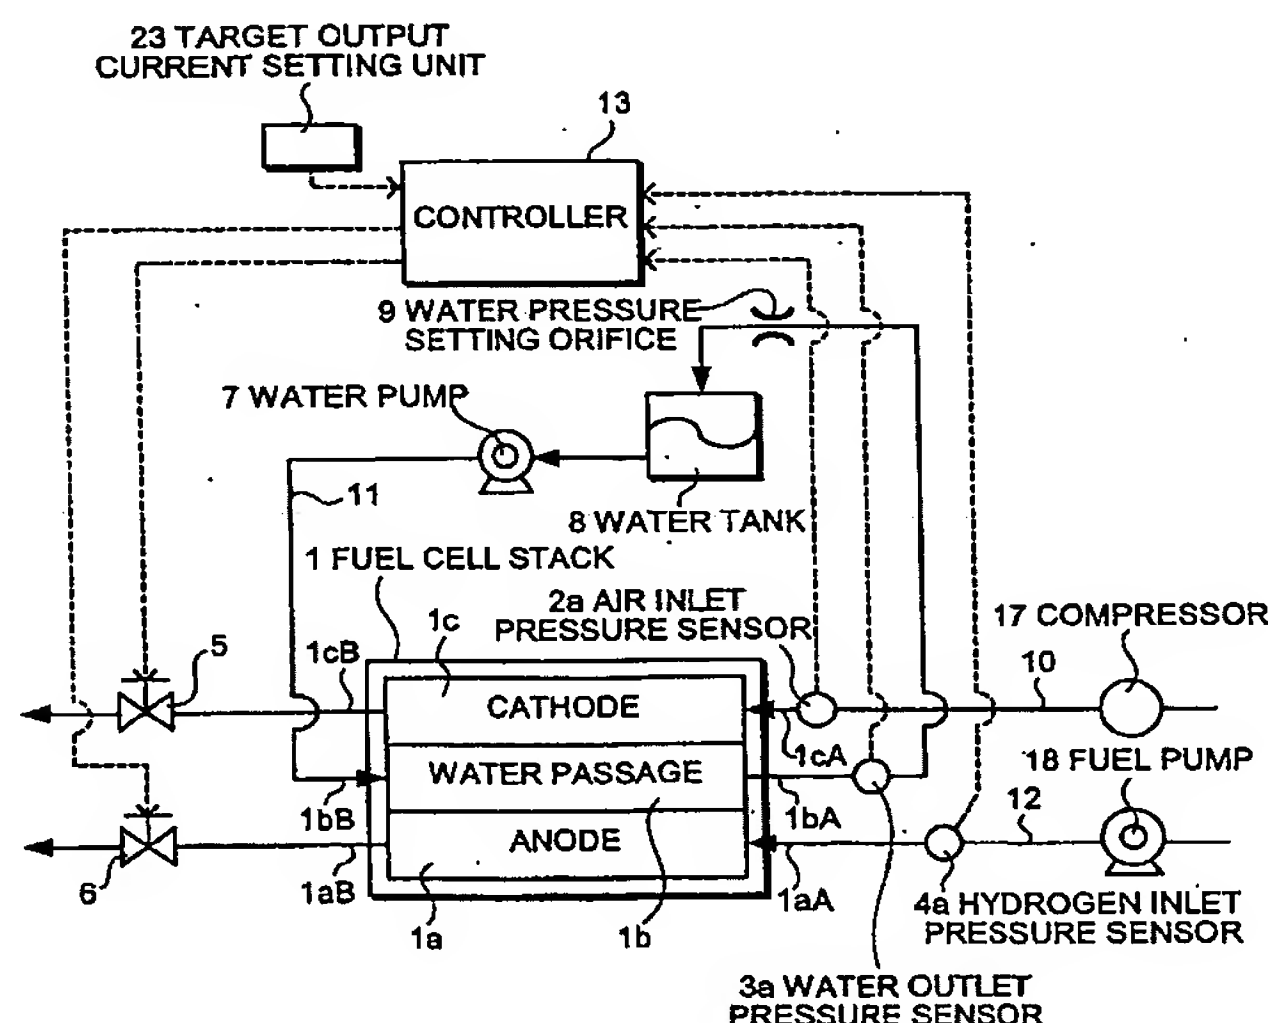 23 TARGET OUTPUT
CURRENT SETTING UNIT
13
CONTROLLER
9 WATER PRESSURE
SETTING ORIFICE
7 WATER PUMP
11
8 WATER TANK
1 FUEL CELL STACK
2a AIR INLET
PRESSURE SENSOR
17 COMPRESSOR
5
1cB
1c
10
CATHODE
1cA
18 FUEL PUMP
WATER PASSAGE
1bB
1bA
12
ANODE
6
1aB
1aA
1a
1b
4a HYDROGEN INLET
PRESSURE SENSOR
3a WATER OUTLET
PRESSURE SENSOR